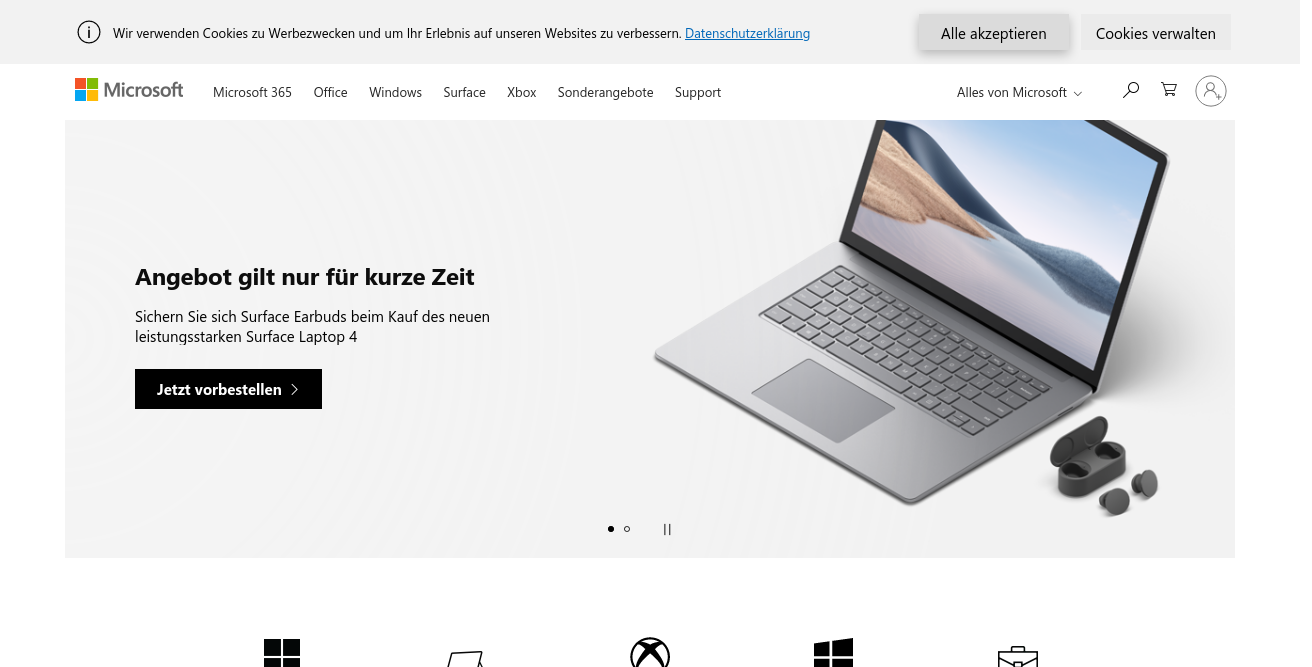 Wir verwenden Cookies zu Werbezwecken und um Ihr Erlebnis auf unseren Websites zu verbessern. Datenschutzerklärung
Alle akzeptieren
Cookies verwalten
Microsoft
Microsoft 365
Office
Windows
Surface
Xbox
Sonderangebote
Support
Alles von Microsoft
Angebot gilt nur für kurze Zeit
Sichern Sie sich Surface Earbuds beim Kauf des neuen
leistungsstarken Surface Laptop 4
Jetzt vorbestellen